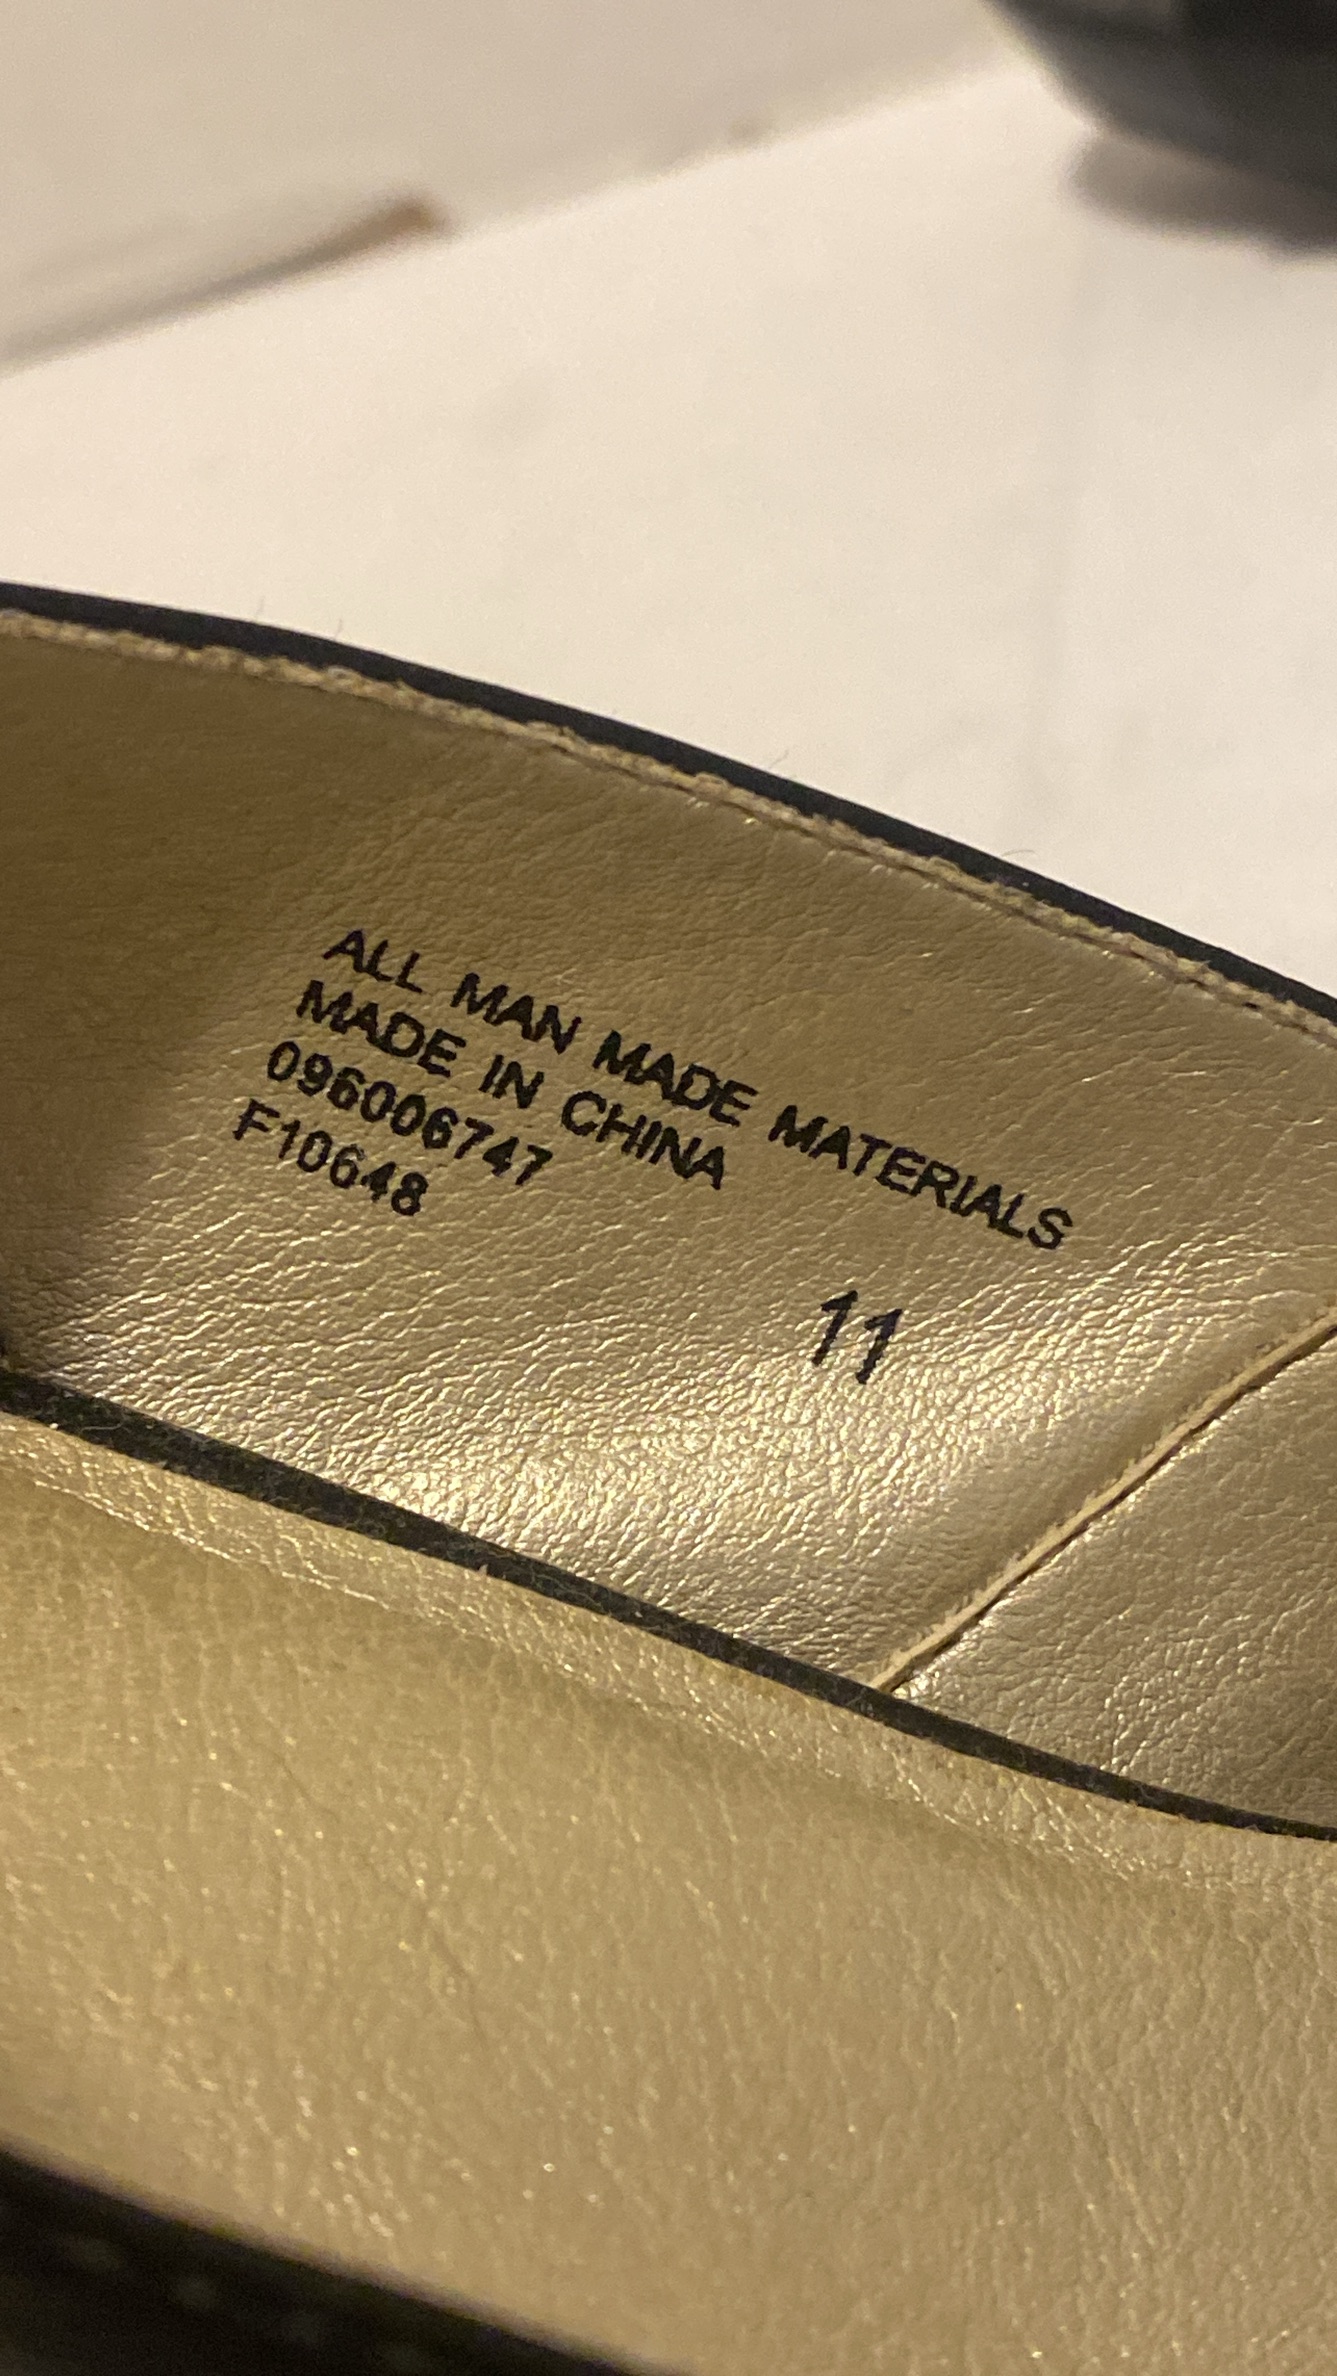 ALL MAN MADE MATERIALS
MADE IN CHINA
096006747
F10648
11